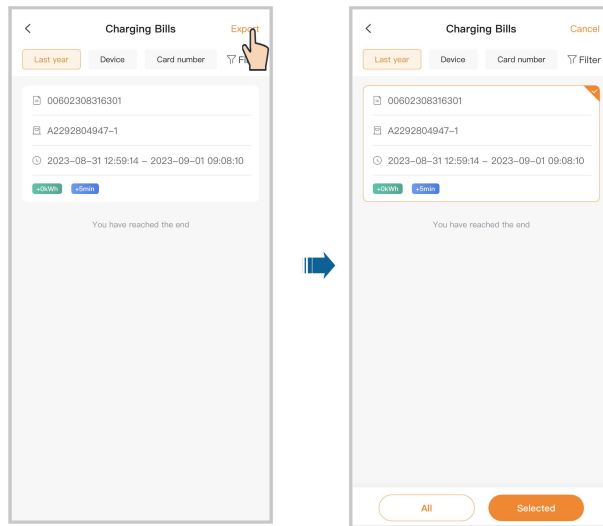 Charging Bills Export
Last year Device Card number
00602308316301
A2292804947-1
2023-08-31 12:59:14 - 2023-09-01 09:08:10
+0kWh +5min
You have reached the end
Charging Bills Cancel
Last year Device Card number Filter
00602308316301
A2292804947-1
2023-08-31 12:59:14 - 2023-09-01 09:08:10
+0kWh +5min
You have reached the end
All Selected